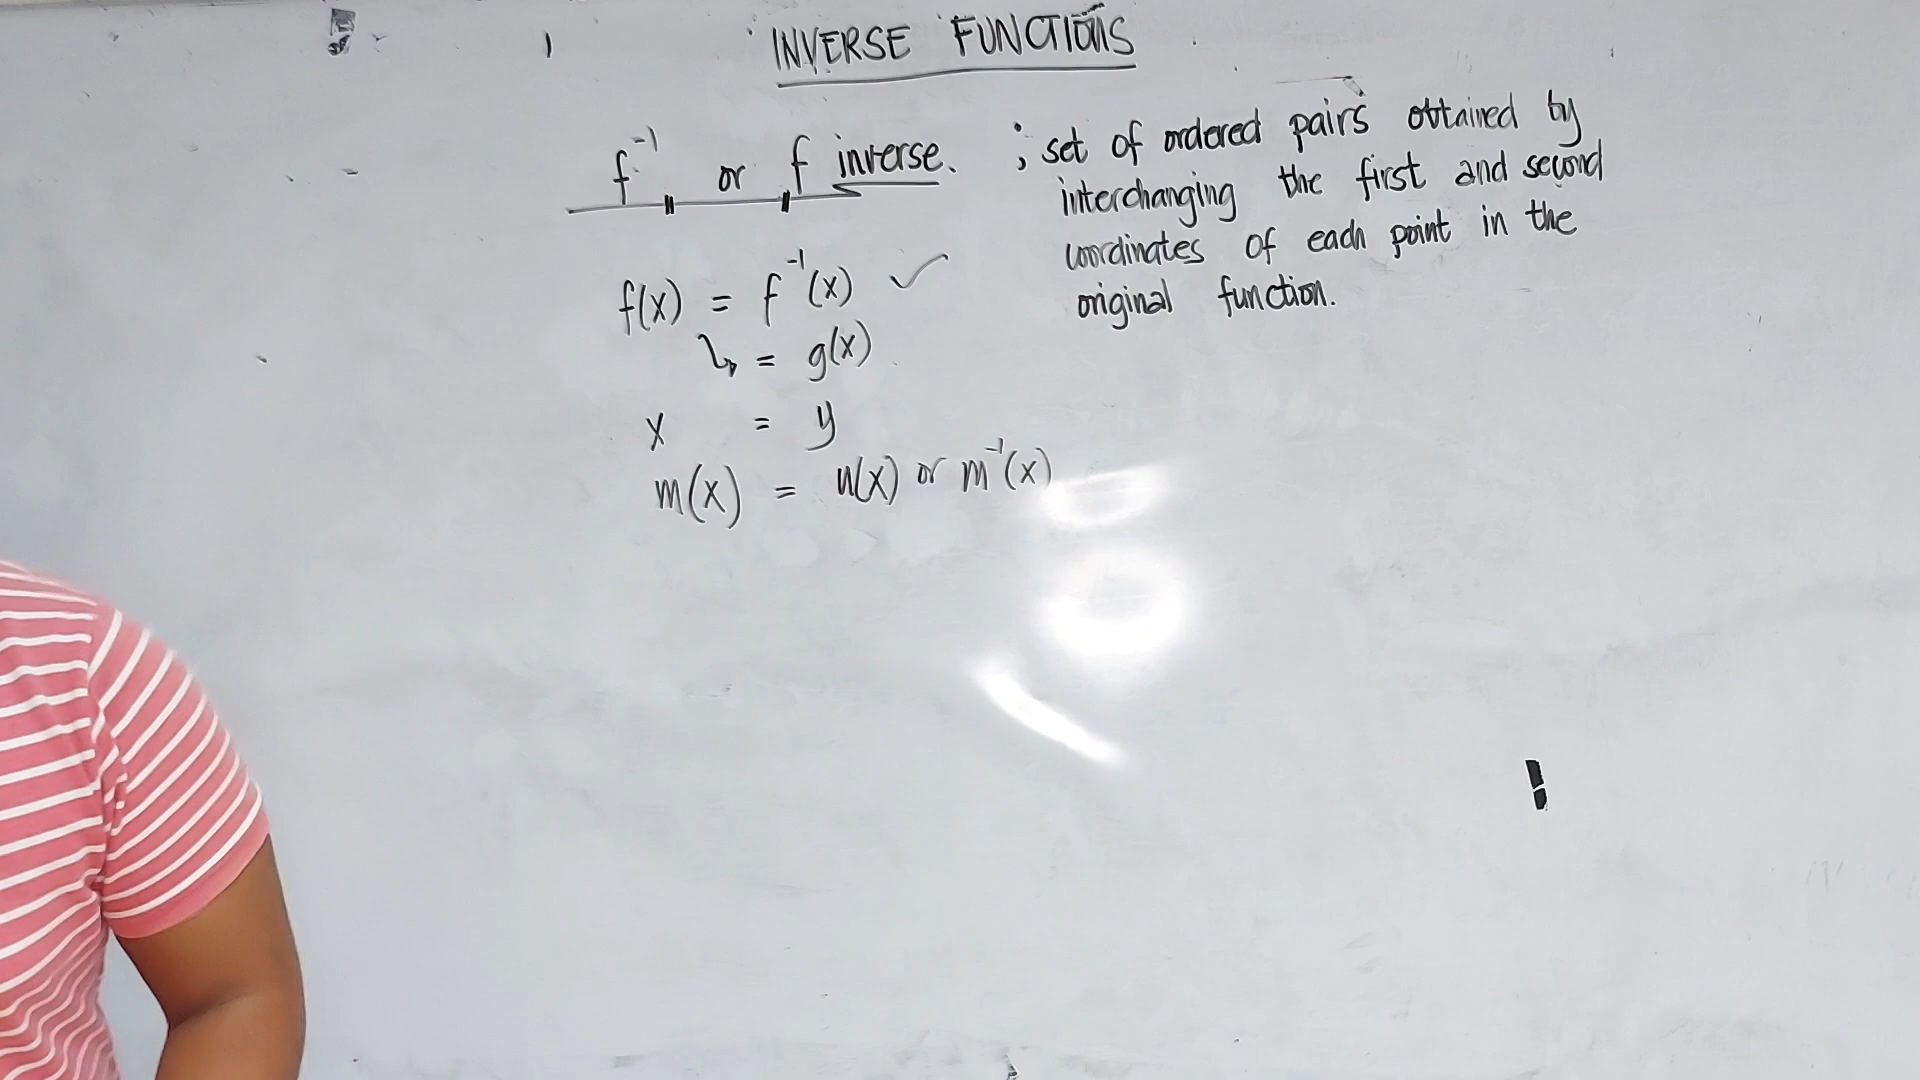 INVERSE FUNCTIONS
f⁻¹ or f inverse. ; set of ordered pairs obtained by
interchanging the first and second
coordinates of each point in the
original function.
f(x) = f⁻¹(x) ✓
↳ = g(x)
x = y
m(x) = n(x) or m⁻¹(x)